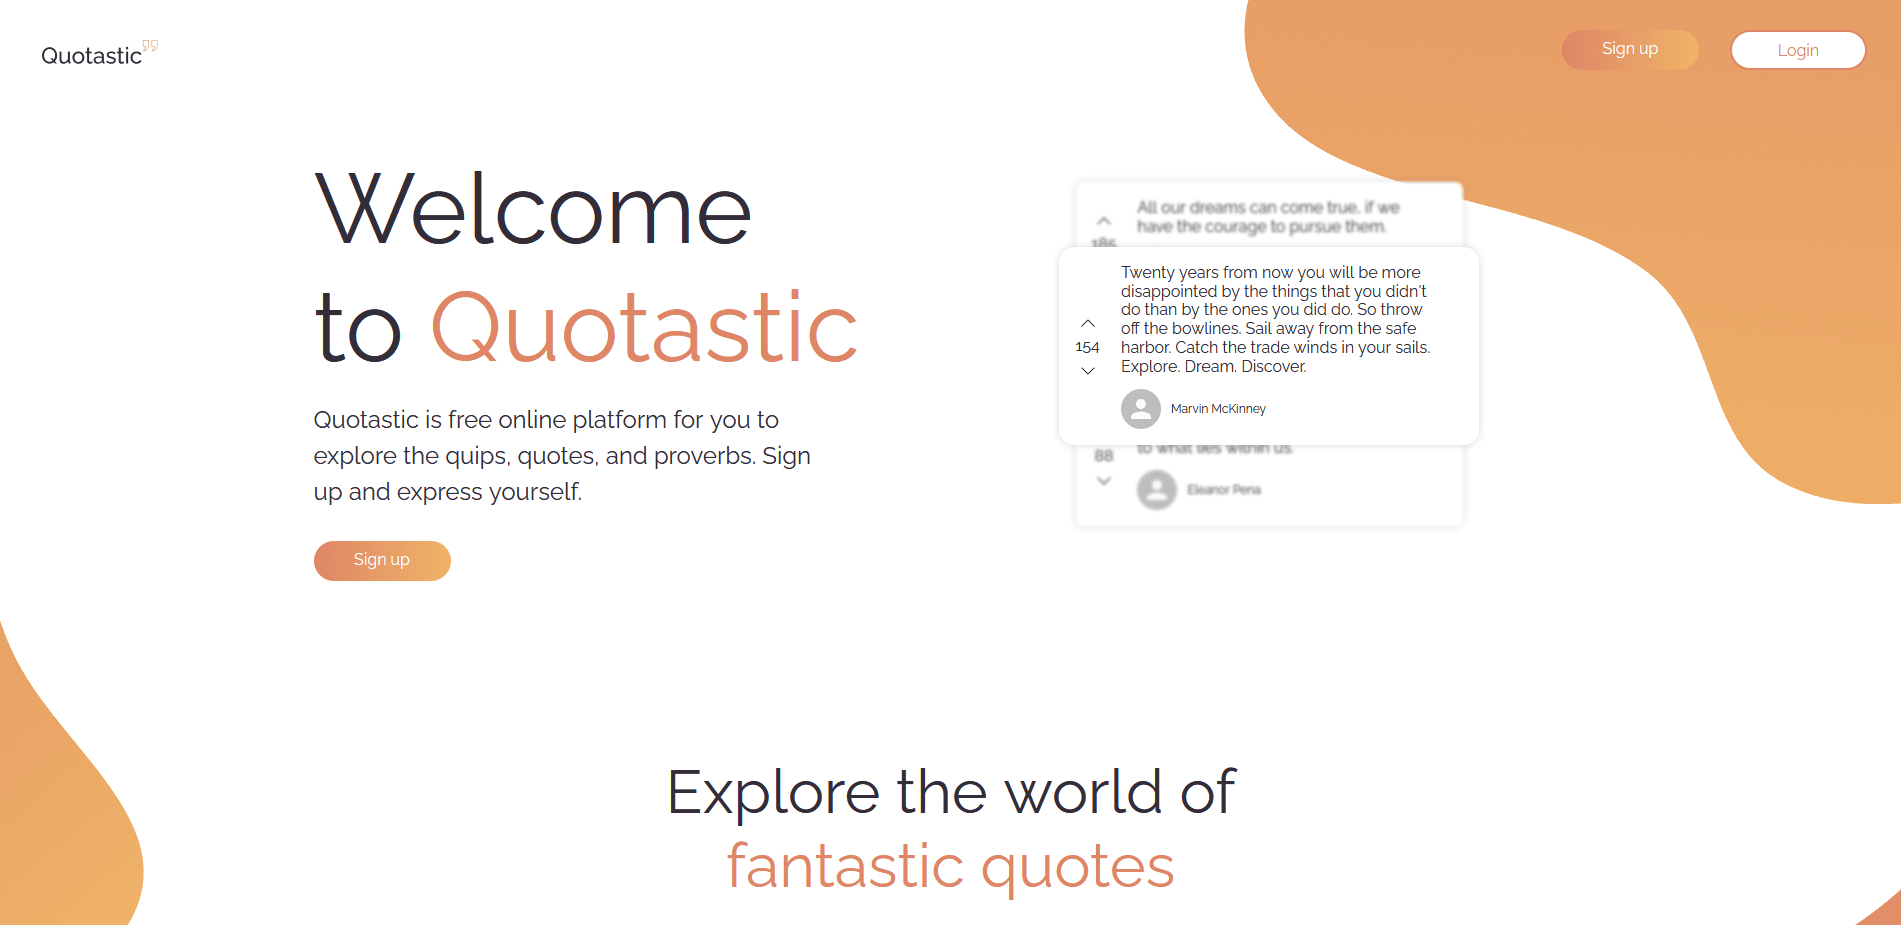 Quotastic
Sign up
Login
Welcome
to Quotastic
Quotastic is free online platform for you to
explore the quips, quotes, and proverbs. Sign
up and express yourself.
Sign up
All our dreams can come true, if we
have the courage to pursue them.
185
Twenty years from now you will be more
disappointed by the things that you didn't
do than by the ones you did do. So throw
off the bowlines. Sail away from the safe
harbor. Catch the trade winds in your sails.
Explore. Dream. Discover.
154
Marvin McKinney
to what lies within us.
88
Eleanor Pena
Explore the world of
fantastic quotes